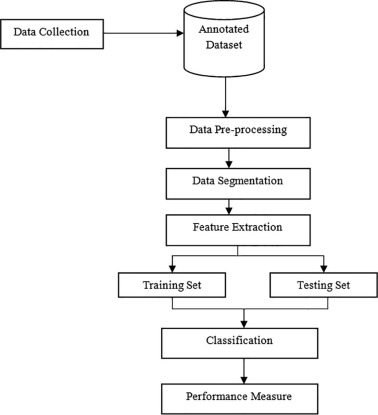 Data Collection
Annotated
Dataset
Data Pre-processing
Data Segmentation
Feature Extraction
Training Set
Testing Set
Classification
Performance Measure